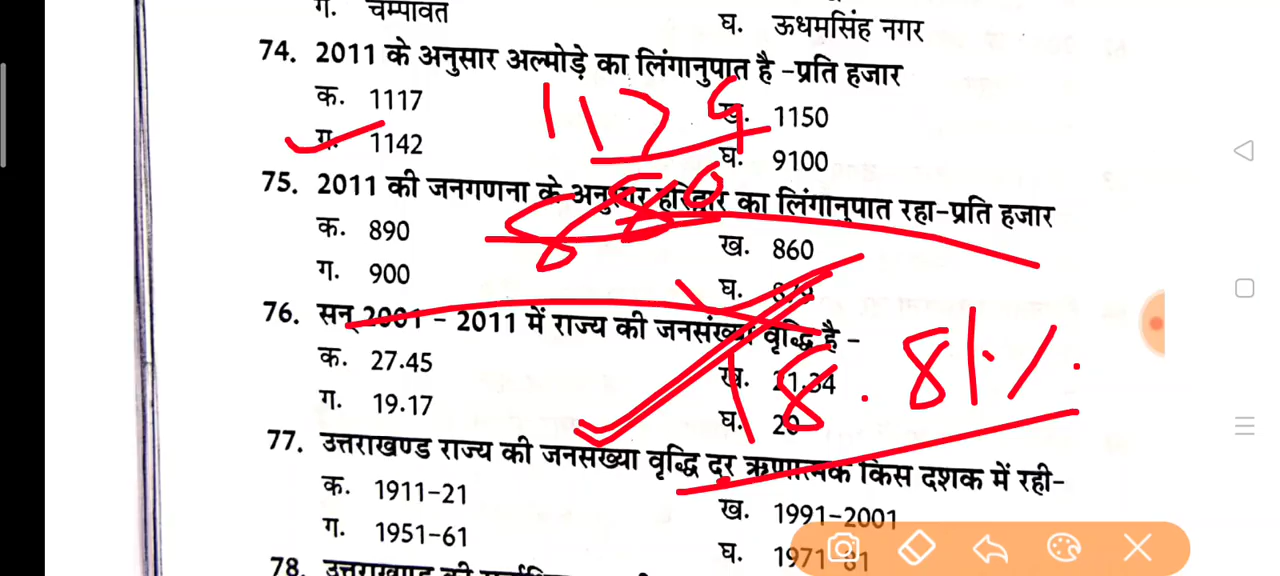 ग. चम्पावत
घ. ऊधमसिंह नगर
74. 2011 के अनुसार अल्मोड़े का लिंगानुपात है -प्रति हजार
क. 1117
ख. 1150
ग. 1142
घ. 9100
75. 2011 की जनगणना के अनुसार हरिद्वार का लिंगानुपात रहा-प्रति हजार
880
क. 890
ख. 860
ग. 900
घ. 879
76. सन् 2001 - 2011 में राज्य की जनसंख्या वृद्धि है -
18.81%
क. 27.45
ख. 21.34
ग. 19.17
घ. 20
77. उत्तराखण्ड राज्य की जनसंख्या वृद्धि दर ऋणात्मक किस दशक में रही-
क. 1911-21
ख. 1991-2001
ग. 1951-61
घ. 1971-81
78.